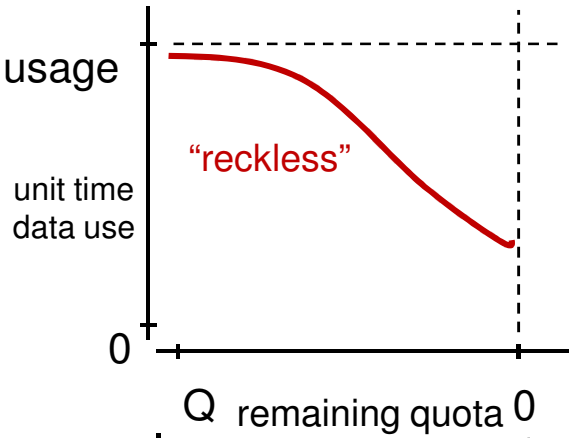 usage
“reckless”
unit time
data use
0
Q remaining quota 0